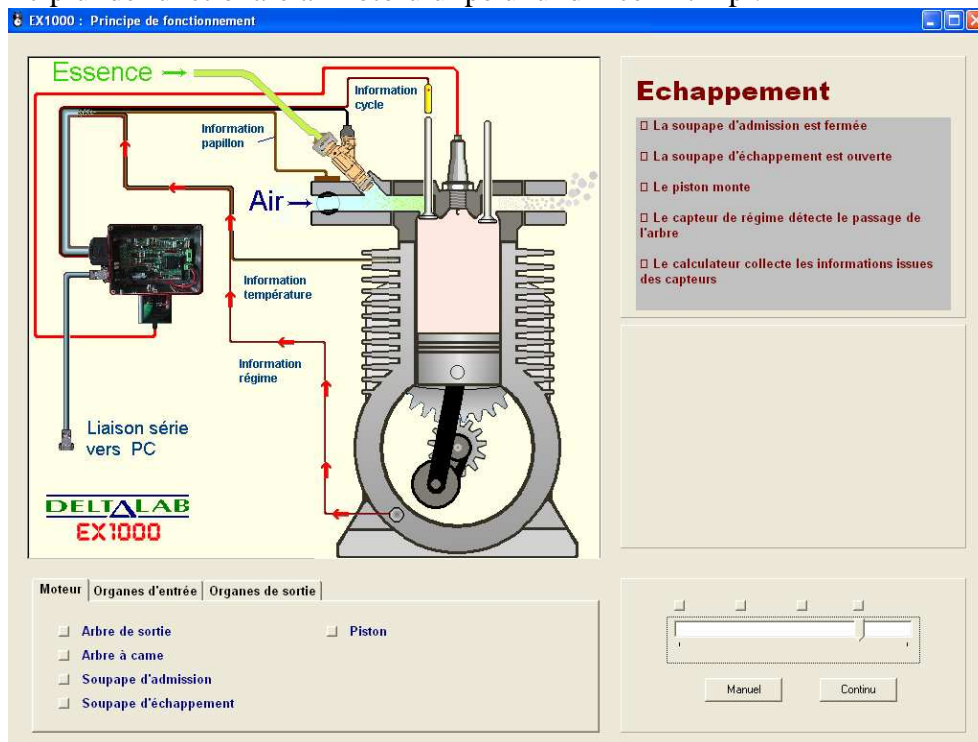 EX1000 : Principe de fonctionnement
Essence
Information
cycle
Information
papillon
Air
Information
température
Information
régime
Liaison série
vers PC
DELTALAB
EX1000
Echappement
La soupape d'admission est fermée
La soupape d'échappement est ouverte
Le piston monte
Le capteur de régime détecte le passage de
l'arbre
Le calculateur collecte les informations issues
des capteurs
Moteur Organes d'entrée Organes de sortie
Arbre de sortie
Piston
Arbre à came
Soupape d'admission
Soupape d'échappement
Manuel Continu